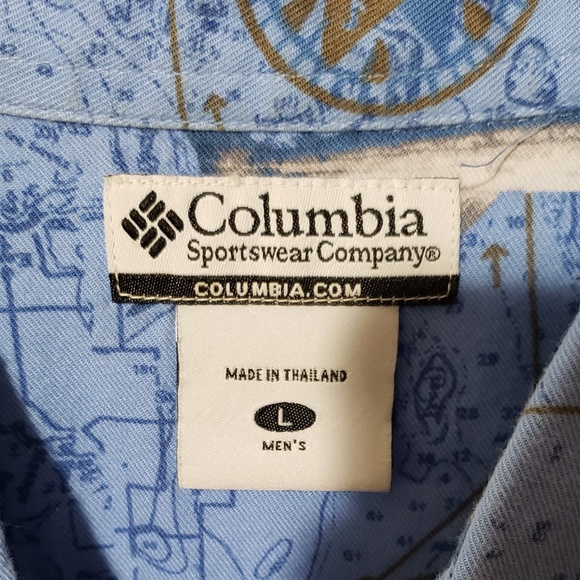 Columbia
Sportswear Company®
COLUMBIA.COM
MADE IN THAILAND
L
MEN'S